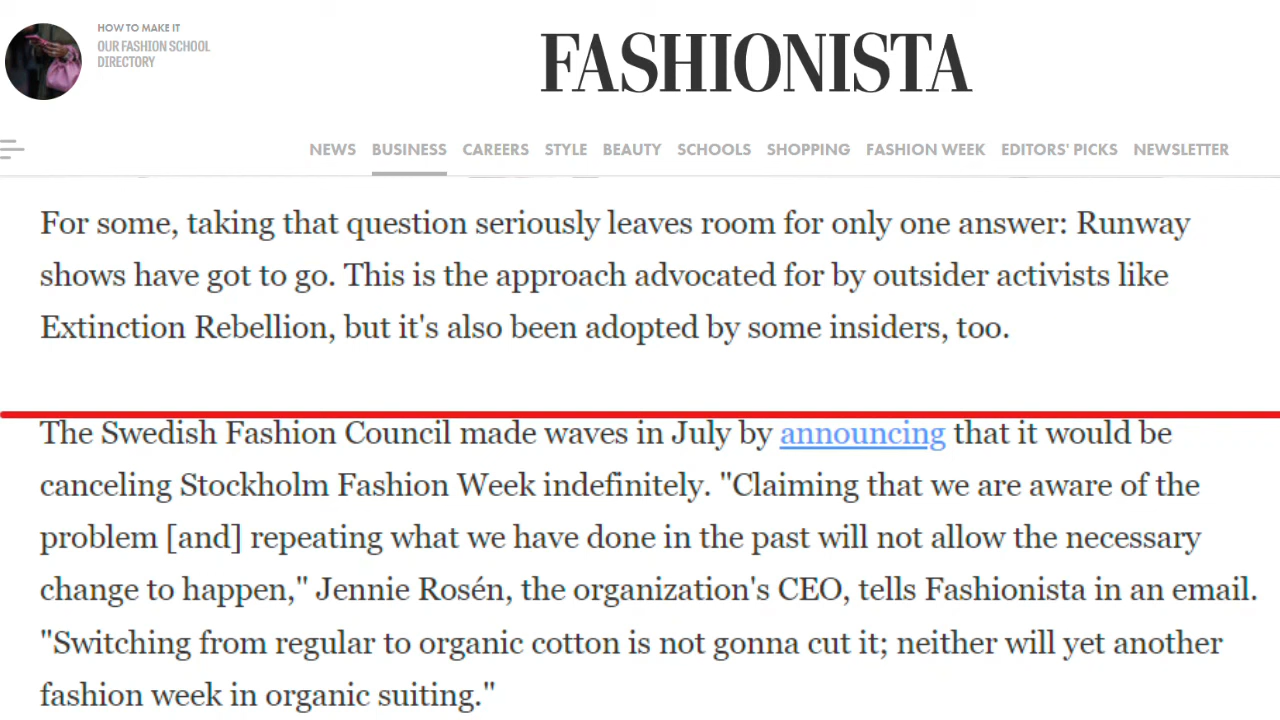 HOW TO MAKE IT
OUR FASHION SCHOOL
DIRECTORY
FASHIONISTA
NEWS BUSINESS CAREERS STYLE BEAUTY SCHOOLS SHOPPING FASHION WEEK EDITORS' PICKS NEWSLETTER
For some, taking that question seriously leaves room for only one answer: Runway
shows have got to go. This is the approach advocated for by outsider activists like
Extinction Rebellion, but it's also been adopted by some insiders, too.
The Swedish Fashion Council made waves in July by announcing that it would be
canceling Stockholm Fashion Week indefinitely. "Claiming that we are aware of the
problem [and] repeating what we have done in the past will not allow the necessary
change to happen," Jennie Rosén, the organization's CEO, tells Fashionista in an email.
"Switching from regular to organic cotton is not gonna cut it; neither will yet another
fashion week in organic suiting."